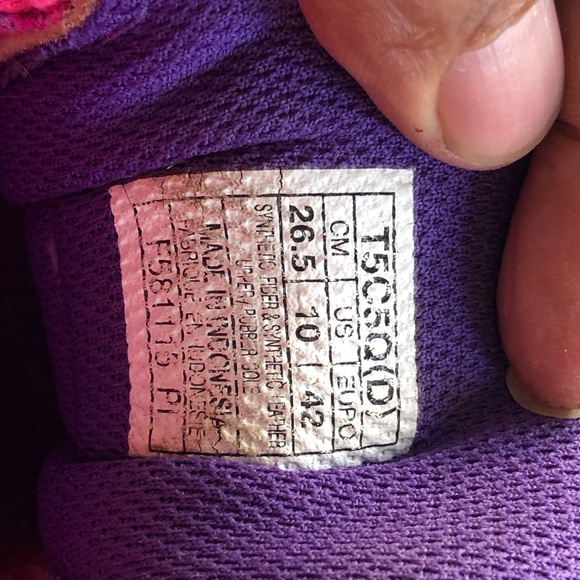 T5C5Q(D)
CM US EURO
26.5 10 42
SYNTHETIC FIBER & SYNTHETIC LEATHER
UPPER/RUBBER SOLE
MADE IN INDONESIA
FABRIQUE EN INDONESIE
F581115 PI